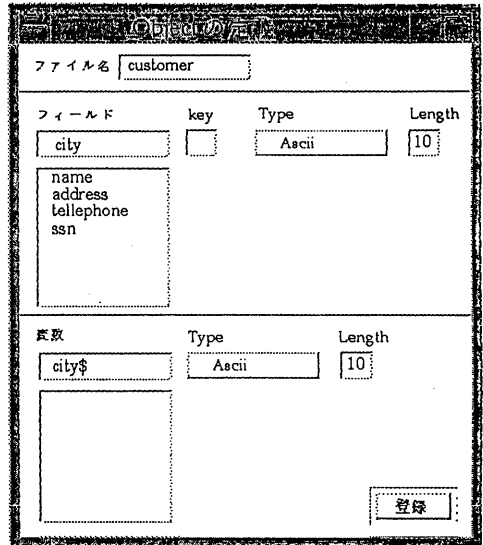 Objectの定義
ファイル名 customer
フィールド key Type Length
city Ascii 10
name
address
tellephone
ssn
変数 Type Length
city$ Ascii 10
登録